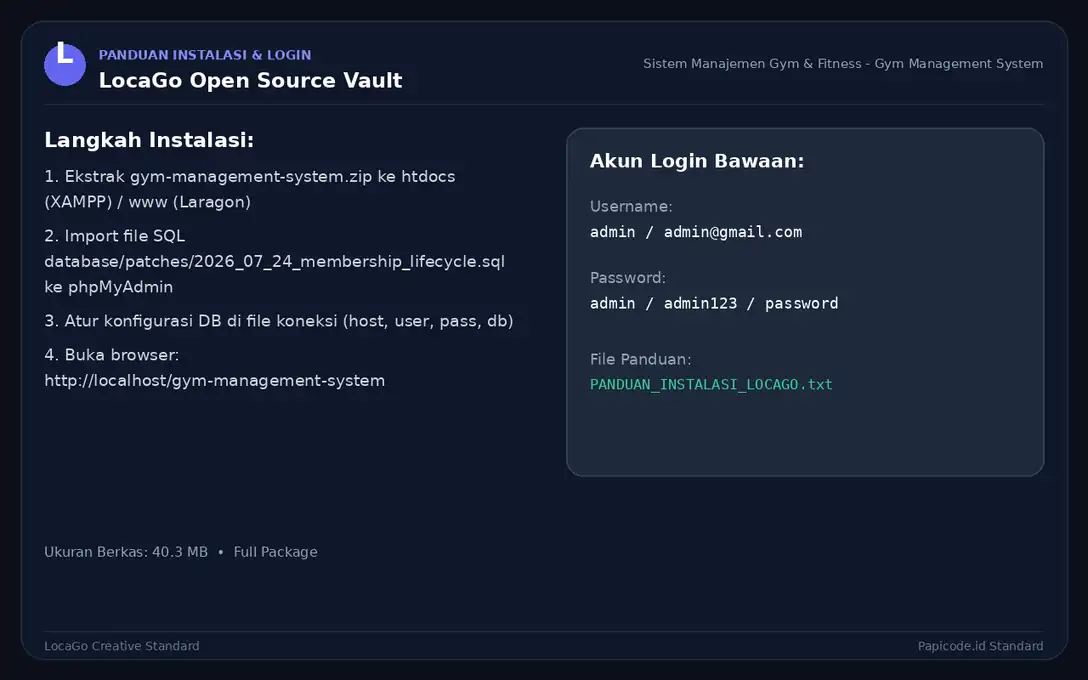 L
PANDUAN INSTALASI & LOGIN
LocaGo Open Source Vault
Sistem Manajemen Gym & Fitness - Gym Management System
Langkah Instalasi:
1. Ekstrak gym-management-system.zip ke htdocs
(XAMPP) / www (Laragon)
2. Import file SQL
database/patches/2026_07_24_membership_lifecycle.sql
ke phpMyAdmin
3. Atur konfigurasi DB di file koneksi (host, user, pass, db)
4. Buka browser:
http://localhost/gym-management-system
Akun Login Bawaan:
Username:
admin / admin@gmail.com
Password:
admin / admin123 / password
File Panduan:
PANDUAN_INSTALASI_LOCAGO.txt
Ukuran Berkas: 40.3 MB • Full Package
LocaGo Creative Standard
Papicode.id Standard